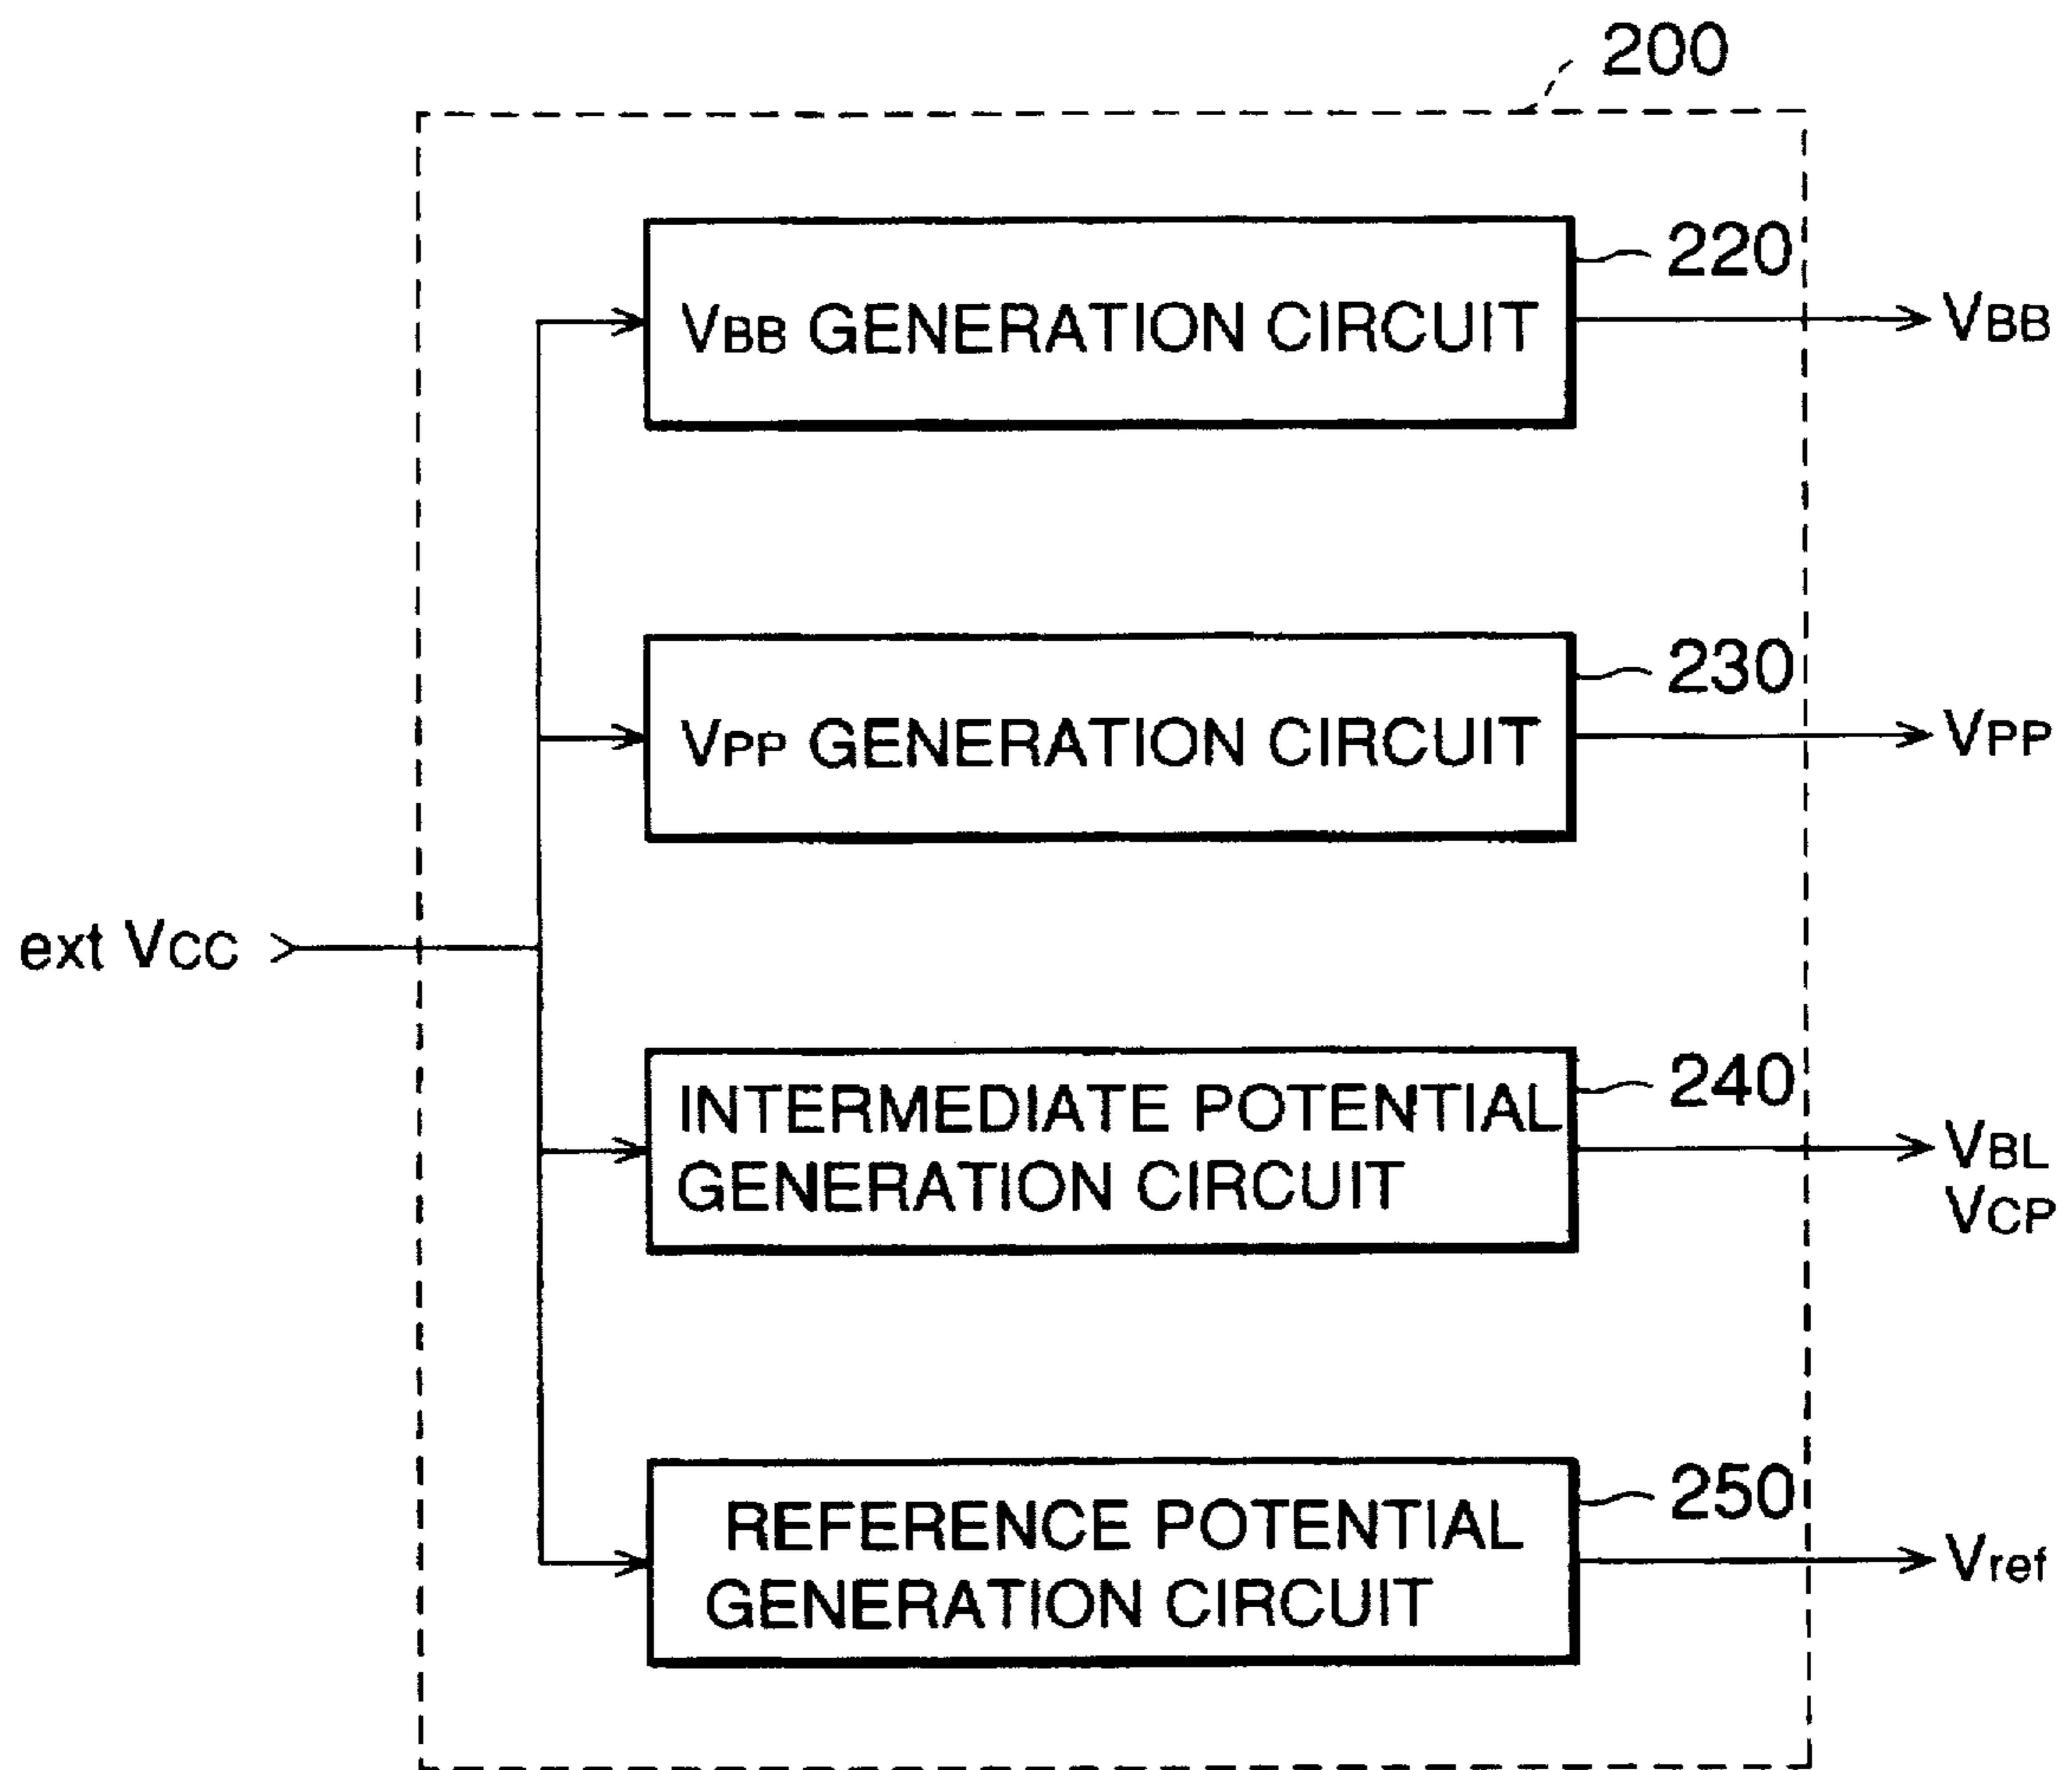 200
220
VBB GENERATION CIRCUIT
VBB
230
VPP GENERATION CIRCUIT
VPP
ext VCC
240
INTERMEDIATE POTENTIAL
GENERATION CIRCUIT
VBL
VCP
250
REFERENCE POTENTIAL
GENERATION CIRCUIT
Vref